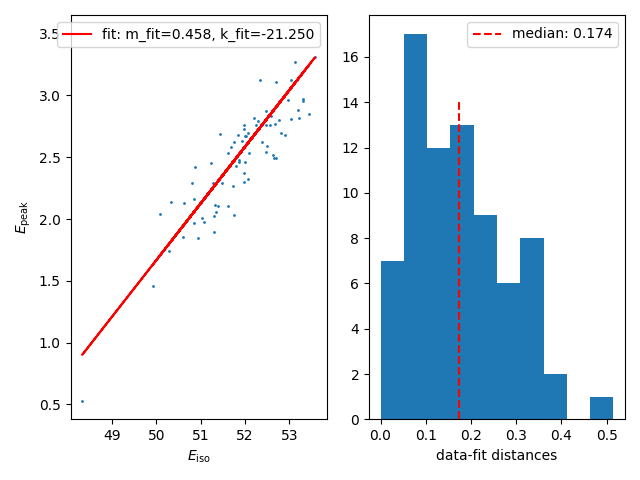 3.5
fit: m_fit=0.458, k_fit=-21.250
3.0
2.5
2.0
1.5
1.0
0.5
E_peak
49 50 51 52 53
E_iso
median: 0.174
16
14
12
10
8
6
4
2
0
0.0 0.1 0.2 0.3 0.4 0.5
data-fit distances